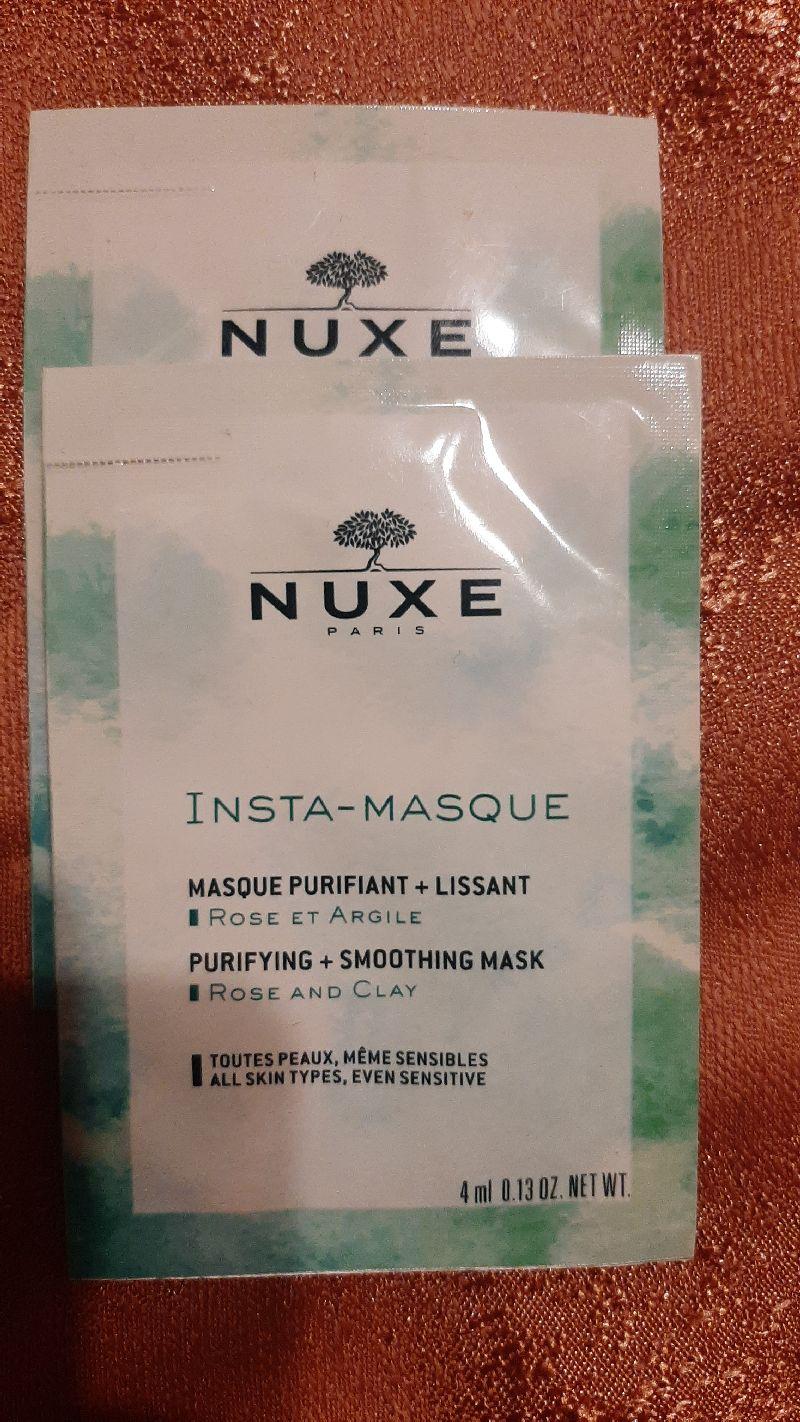 NUXE
NUXE
PARIS
INSTA-MASQUE
MASQUE PURIFIANT + LISSANT
ROSE ET ARGILE
PURIFYING + SMOOTHING MASK
ROSE AND CLAY
TOUTES PEAUX, MÊME SENSIBLES
ALL SKIN TYPES, EVEN SENSITIVE
4 ml 0.13 OZ. NET WT.